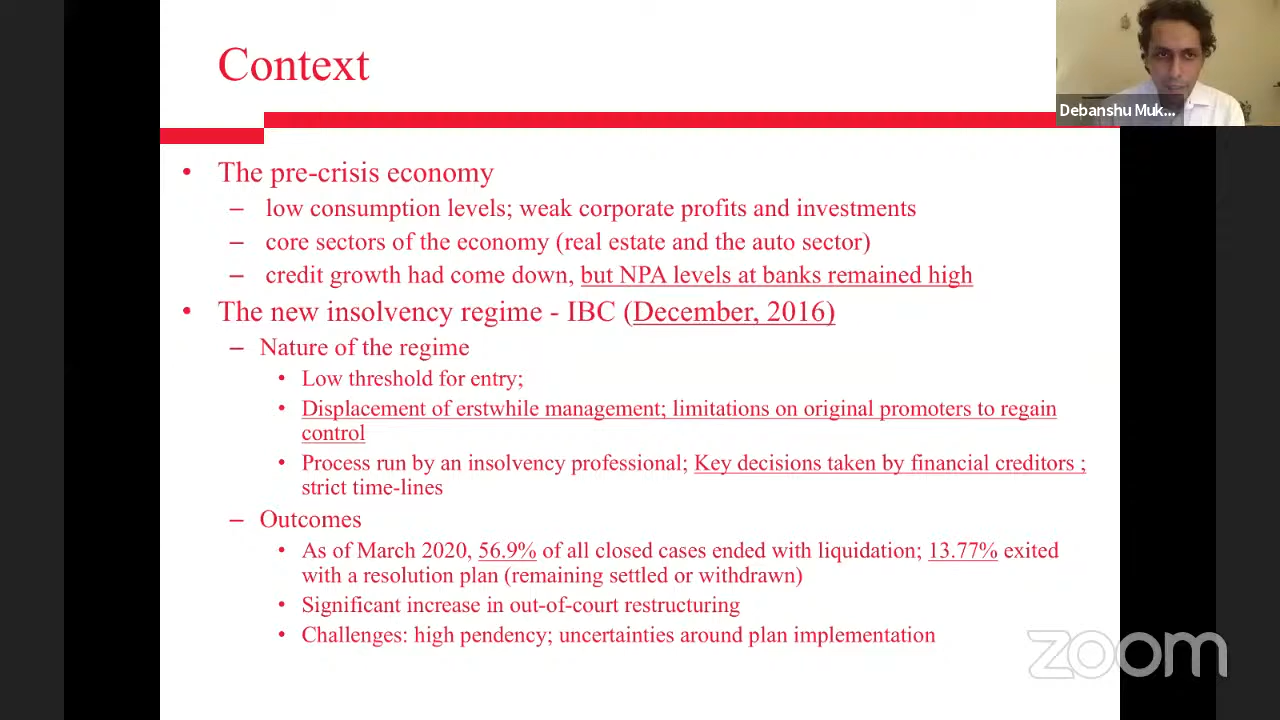 Context
Debanshu Muk...
• The pre-crisis economy
– low consumption levels; weak corporate profits and investments
– core sectors of the economy (real estate and the auto sector)
– credit growth had come down, but NPA levels at banks remained high
• The new insolvency regime - IBC (December, 2016)
– Nature of the regime
• Low threshold for entry;
• Displacement of erstwhile management; limitations on original promoters to regain
control
• Process run by an insolvency professional; Key decisions taken by financial creditors ;
strict time-lines
– Outcomes
• As of March 2020, 56.9% of all closed cases ended with liquidation; 13.77% exited
with a resolution plan (remaining settled or withdrawn)
• Significant increase in out-of-court restructuring
• Challenges: high pendency; uncertainties around plan implementation
zoom